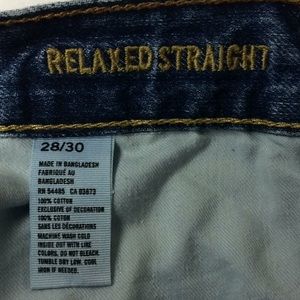 RELAXED STRAIGHT
28/30
MADE IN BANGLADESH
FABRIQUÉ AU
BANGLADESH
RN 54485 CA 03673
100% COTTON
EXCLUSIVE OF DECORATION
100% COTON
SANS LES DÉCORATIONS
MACHINE WASH COLD
INSIDE OUT WITH LIKE
COLORS, DO NOT BLEACH.
TUMBLE DRY LOW. COOL
IRON IF NEEDED.